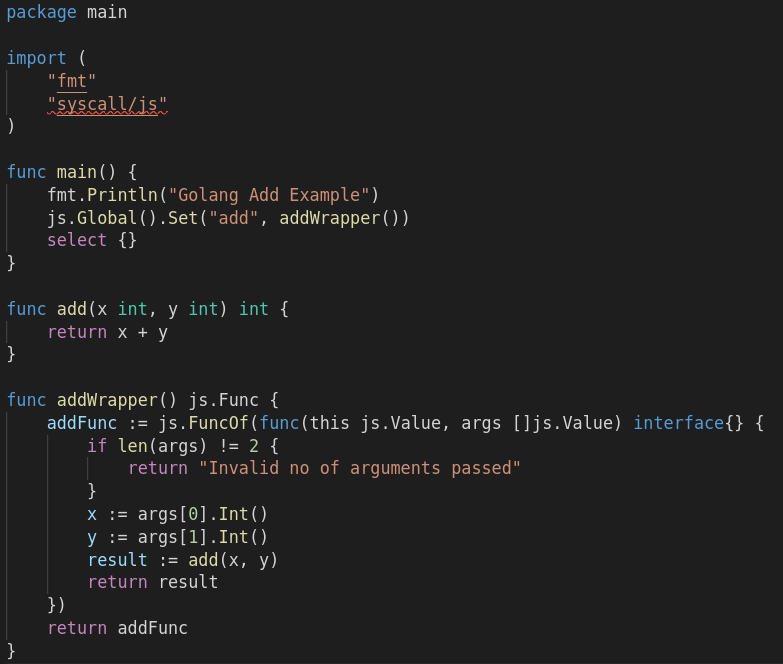 package main

import (
    "fmt"
    "syscall/js"
)

func main() {
    fmt.Println("Golang Add Example")
    js.Global().Set("add", addWrapper())
    select {}
}

func add(x int, y int) int {
    return x + y
}

func addWrapper() js.Func {
    addFunc := js.FuncOf(func(this js.Value, args []js.Value) interface{} {
        if len(args) != 2 {
            return "Invalid no of arguments passed"
        }
        x := args[0].Int()
        y := args[1].Int()
        result := add(x, y)
        return result
    })
    return addFunc
}